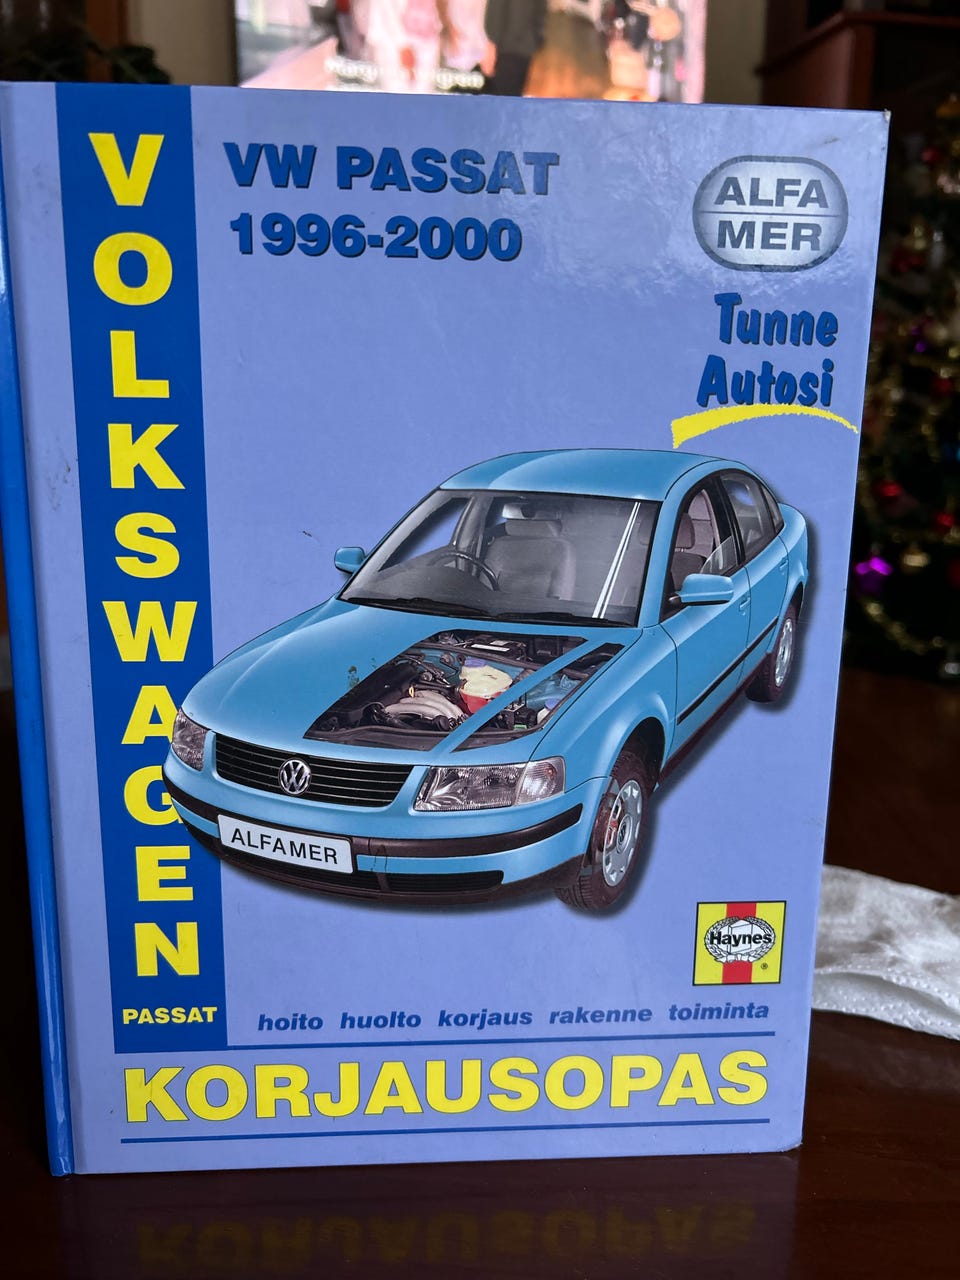 VOLKSWAGEN
PASSAT
VW PASSAT
1996-2000
ALFA
MER
Tunne
Autosi
ALFAMER
Haynes
®
hoito huolto korjaus rakenne toiminta
KORJAUSOPAS